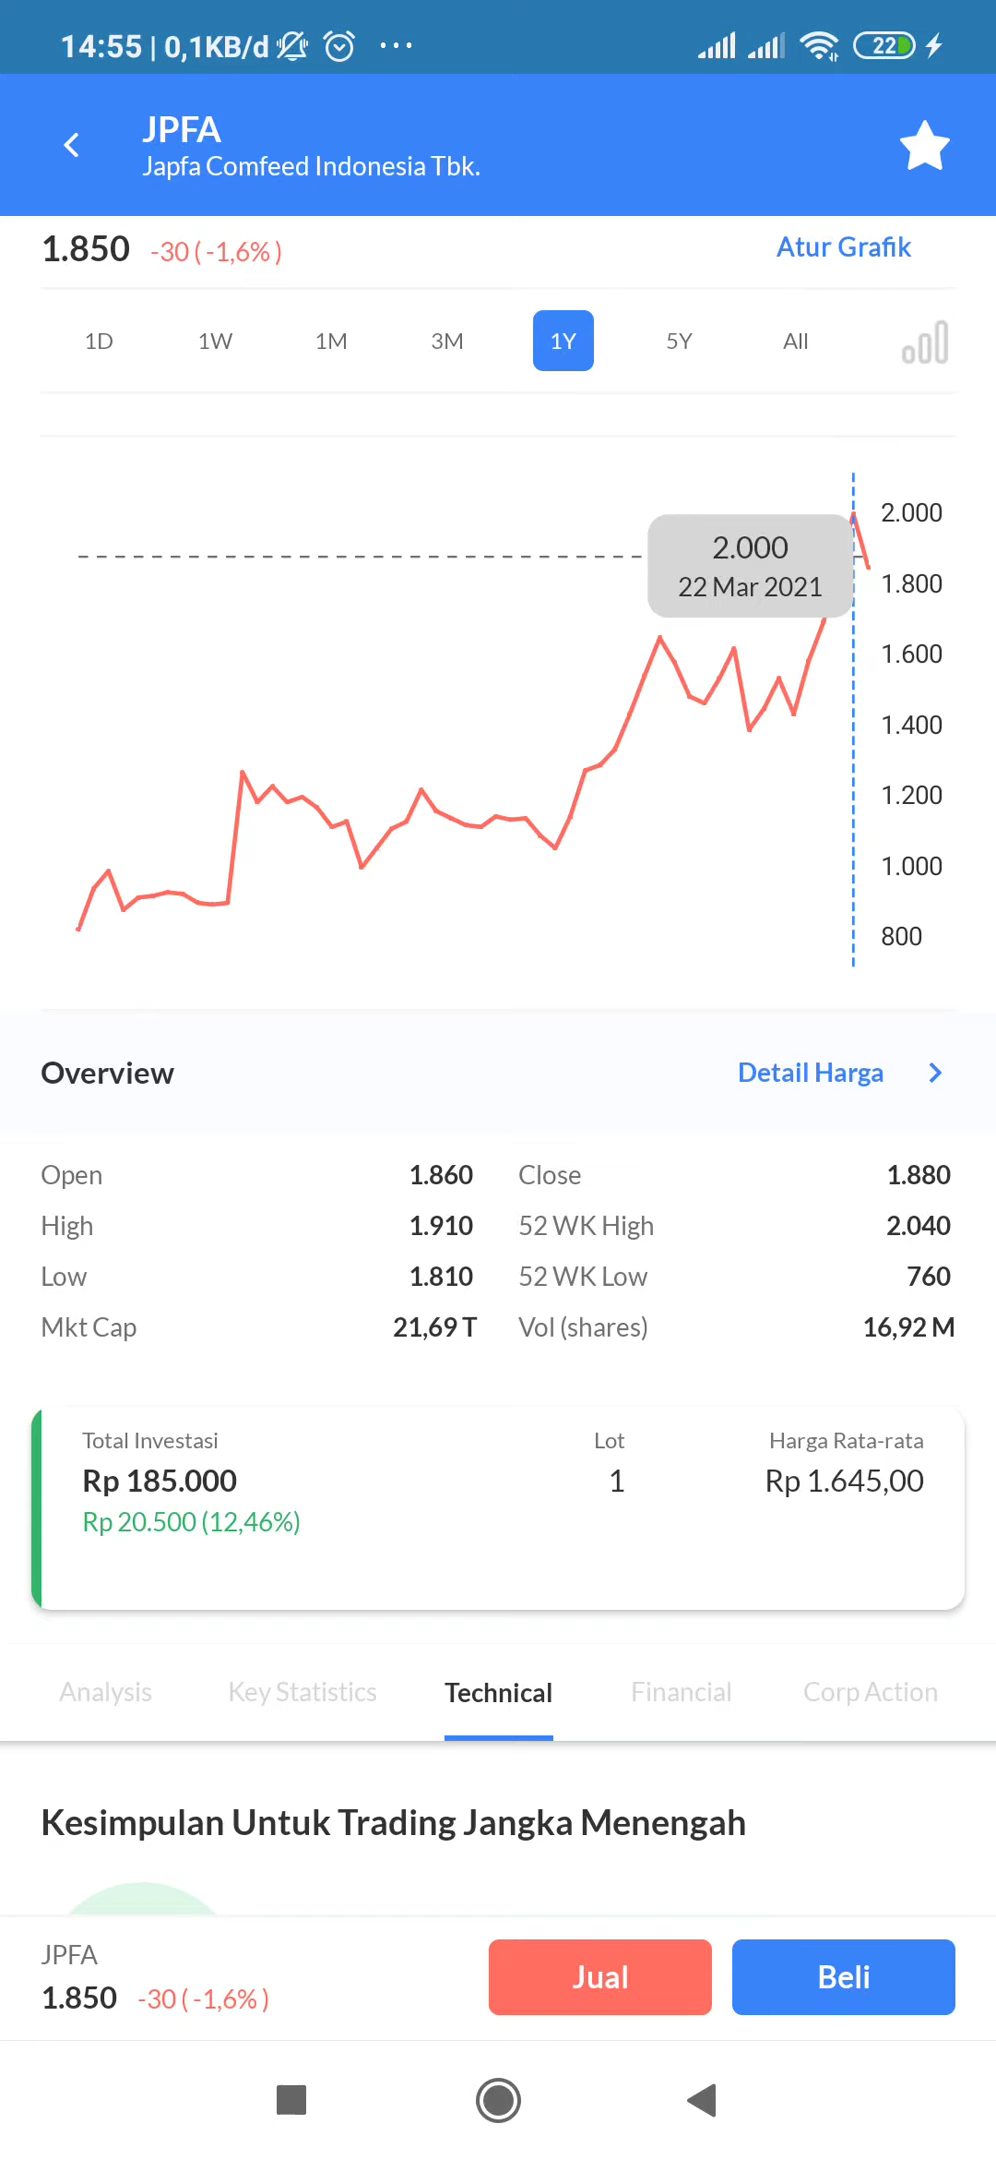 14:55 | 0,1KB/d ...
22
JPFA
Japfa Comfeed Indonesia Tbk.
1.850 -30 ( -1,6% ) Atur Grafik
1D 1W 1M 3M 1Y 5Y All
2.000
22 Mar 2021
2.000
1.800
1.600
1.400
1.200
1.000
800
Overview Detail Harga
Open 1.860 Close 1.880
High 1.910 52 WK High 2.040
Low 1.810 52 WK Low 760
Mkt Cap 21,69 T Vol (shares) 16,92 M
Total Investasi Lot Harga Rata-rata
Rp 185.000 1 Rp 1.645,00
Rp 20.500 (12,46%)
Analysis Key Statistics Technical Financial Corp Action
Kesimpulan Untuk Trading Jangka Menengah
JPFA
1.850 -30 ( -1,6% )
Jual Beli